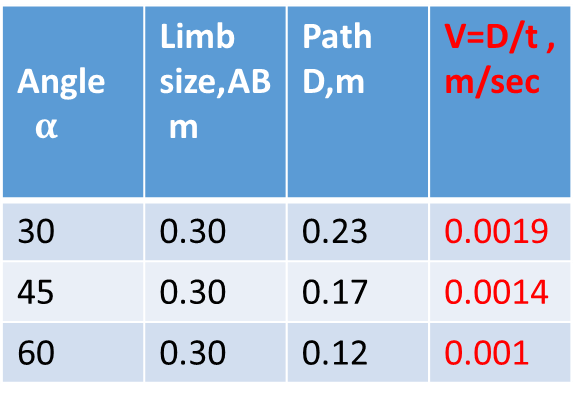 Angle α	Limb size,AB m	Path D,m	V=D/t , m/sec
30	0.30	0.23	0.0019
45	0.30	0.17	0.0014
60	0.30	0.12	0.001